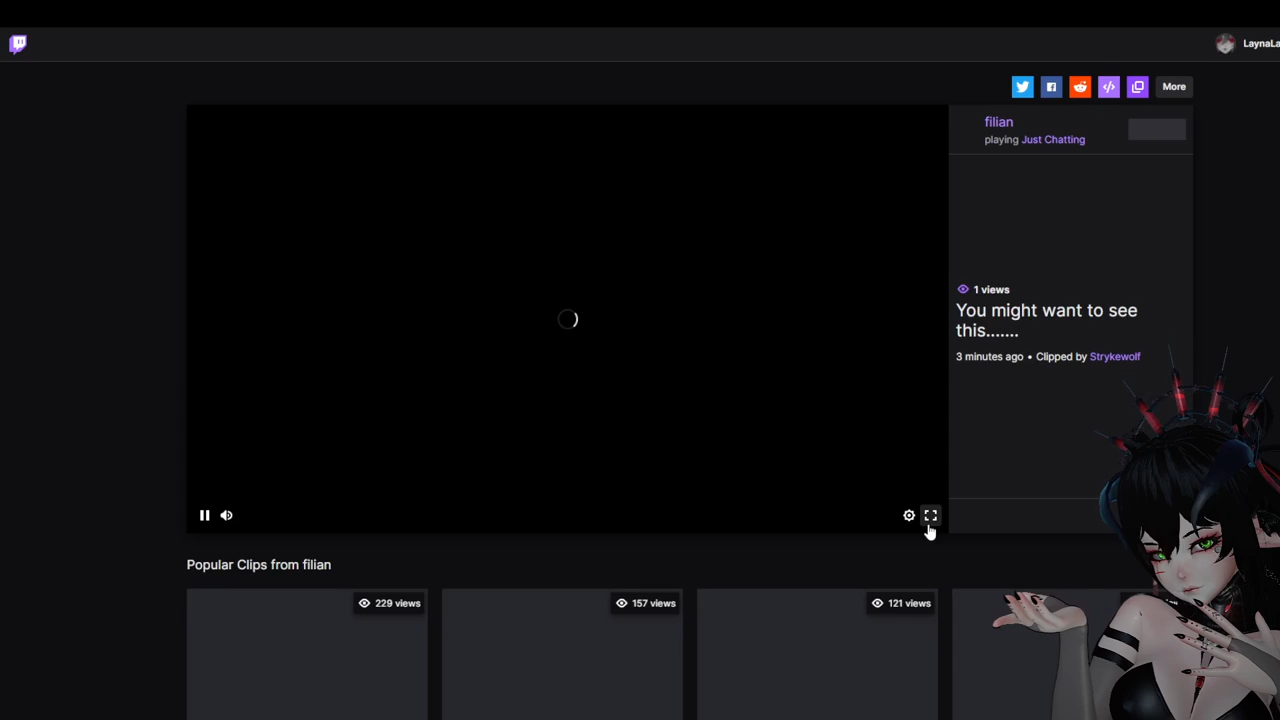 LaynaLa
More
filian
playing Just Chatting
1 views
You might want to see
this.......
3 minutes ago • Clipped by Strykewolf
Popular Clips from filian
229 views
157 views
121 views